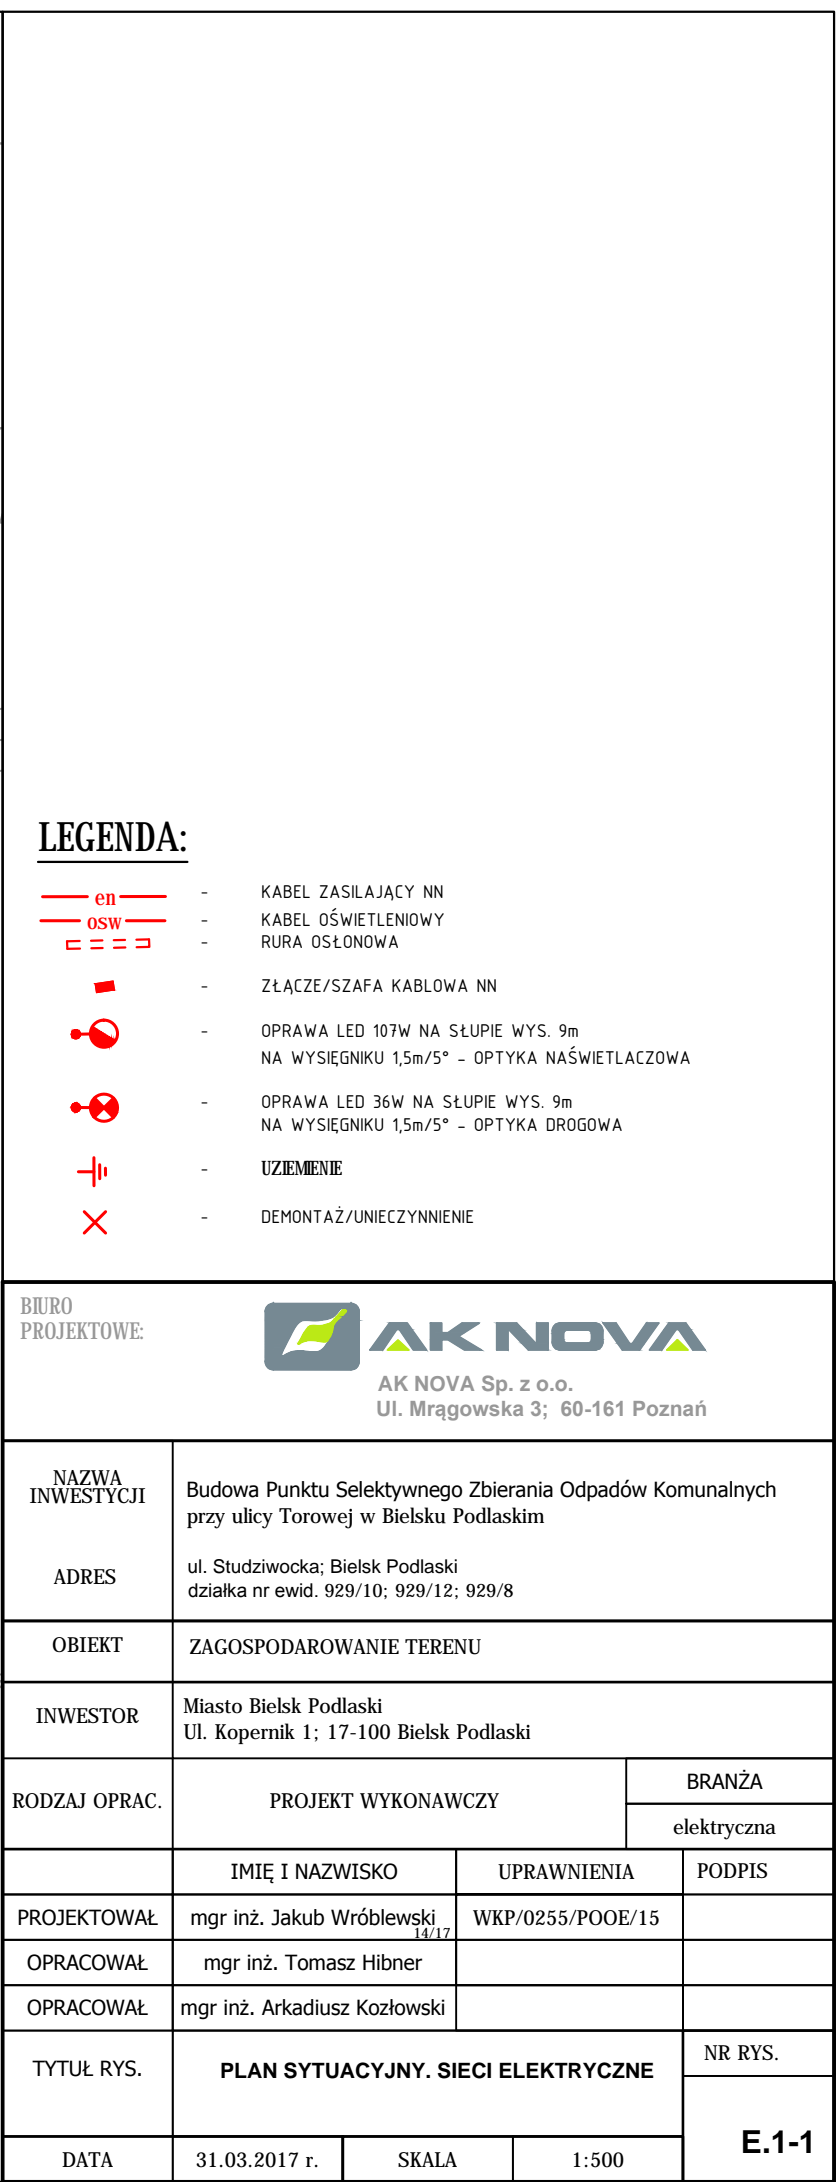 LEGENDA:
en - KABEL ZASILAJĄCY NN
osw - KABEL OŚWIETLENIOWY
- RURA OSŁONOWA
- ZŁĄCZE/SZAFA KABLOWA NN
- OPRAWA LED 107W NA SŁUPIE WYS. 9m
NA WYSIĘGNIKU 1,5m/5° - OPTYKA NAŚWIETLACZOWA
- OPRAWA LED 36W NA SŁUPIE WYS. 9m
NA WYSIĘGNIKU 1,5m/5° - OPTYKA DROGOWA
- UZIEMIENIE
- DEMONTAŻ/UNIECZYNNIENIE
BIURO
PROJEKTOWE:
AK NOVA
AK NOVA Sp. z o.o.
Ul. Mrągowska 3; 60-161 Poznań
NAZWA
INWESTYCJI
Budowa Punktu Selektywnego Zbierania Odpadów Komunalnych
przy ulicy Torowej w Bielsku Podlaskim
ADRES
ul. Studziwocka; Bielsk Podlaski
działka nr ewid. 929/10; 929/12; 929/8
OBIEKT ZAGOSPODAROWANIE TERENU
INWESTOR
Miasto Bielsk Podlaski
Ul. Kopernik 1; 17-100 Bielsk Podlaski
RODZAJ OPRAC. PROJEKT WYKONAWCZY
BRANŻA
elektryczna
IMIĘ I NAZWISKO UPRAWNIENIA PODPIS
PROJEKTOWAŁ mgr inż. Jakub Wróblewski WKP/0255/POOE/15
14/17
OPRACOWAŁ mgr inż. Tomasz Hibner
OPRACOWAŁ mgr inż. Arkadiusz Kozłowski
TYTUŁ RYS. PLAN SYTUACYJNY. SIECI ELEKTRYCZNE
NR RYS.
E.1-1
DATA 31.03.2017 r. SKALA 1:500